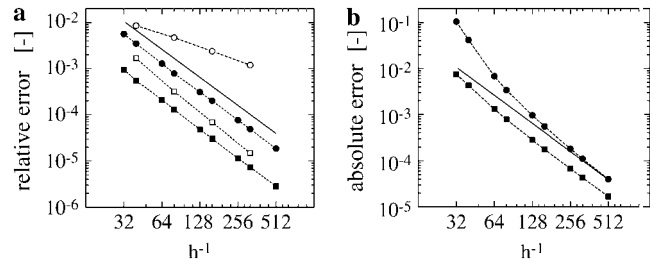 a
10-2
10-3
10-4
10-5
10-6
relative error [-]
32 64 128 256 512
h-1
b
10-1
10-2
10-3
10-4
10-5
absolute error [-]
32 64 128 256 512
h-1